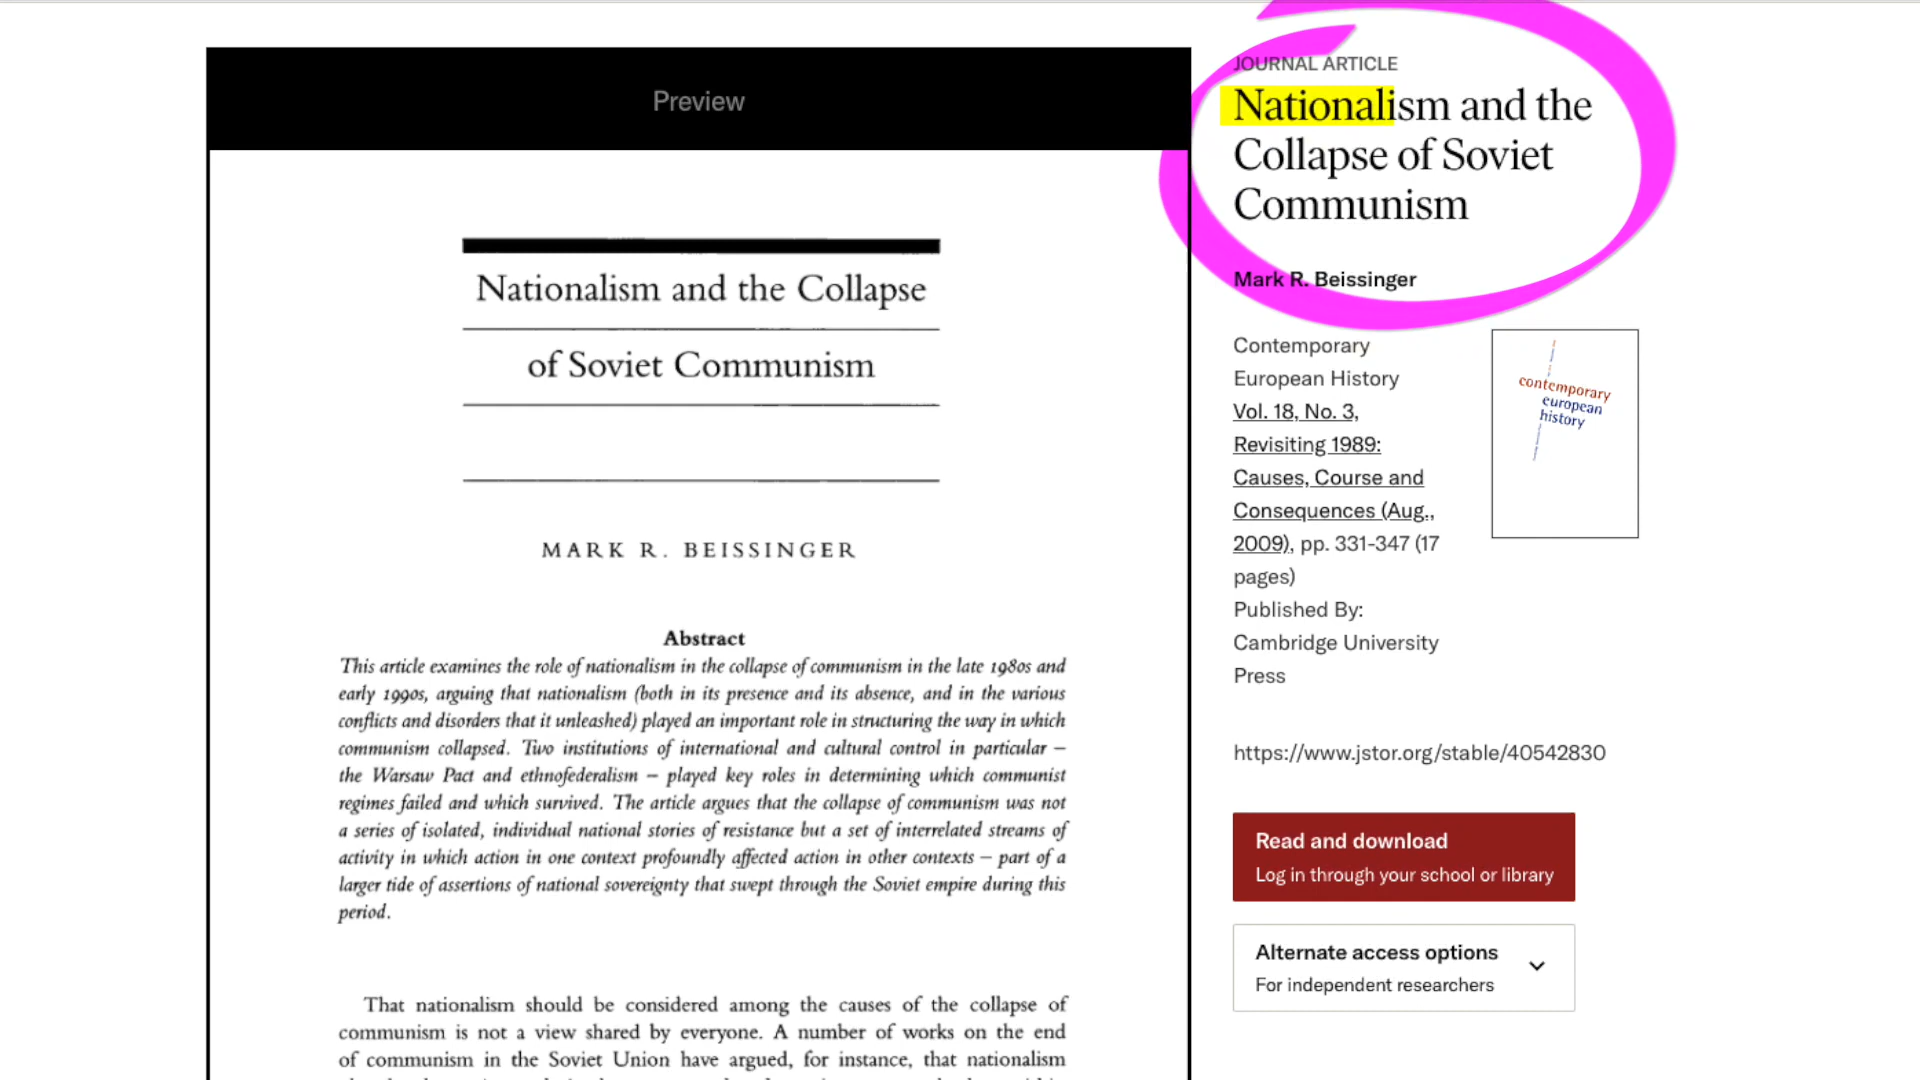 Preview
Nationalism and the Collapse
of Soviet Communism
MARK R. BEISSINGER
Abstract
This article examines the role of nationalism in the collapse of communism in the late 1980s and
early 1990s, arguing that nationalism (both in its presence and its absence, and in the various
conflicts and disorders that it unleashed) played an important role in structuring the way in which
communism collapsed. Two institutions of international and cultural control in particular –
the Warsaw Pact and ethnofederalism – played key roles in determining which communist
regimes failed and which survived. The article argues that the collapse of communism was not
a series of isolated, individual national stories of resistance but a set of interrelated streams of
activity in which action in one context profoundly affected action in other contexts – part of a
larger tide of assertions of national sovereignty that swept through the Soviet empire during this
period.
That nationalism should be considered among the causes of the collapse of
communism is not a view shared by everyone. A number of works on the end
of communism in the Soviet Union have argued, for instance, that nationalism
JOURNAL ARTICLE
Nationalism and the
Collapse of Soviet
Communism
Mark R. Beissinger
Contemporary
European History
Vol. 18, No. 3,
Revisiting 1989:
Causes, Course and
Consequences (Aug.,
2009), pp. 331-347 (17
pages)
Published By:
Cambridge University
Press
contemporary
european
history
https://www.jstor.org/stable/40542830
Read and download
Log in through your school or library
Alternate access options
For independent researchers